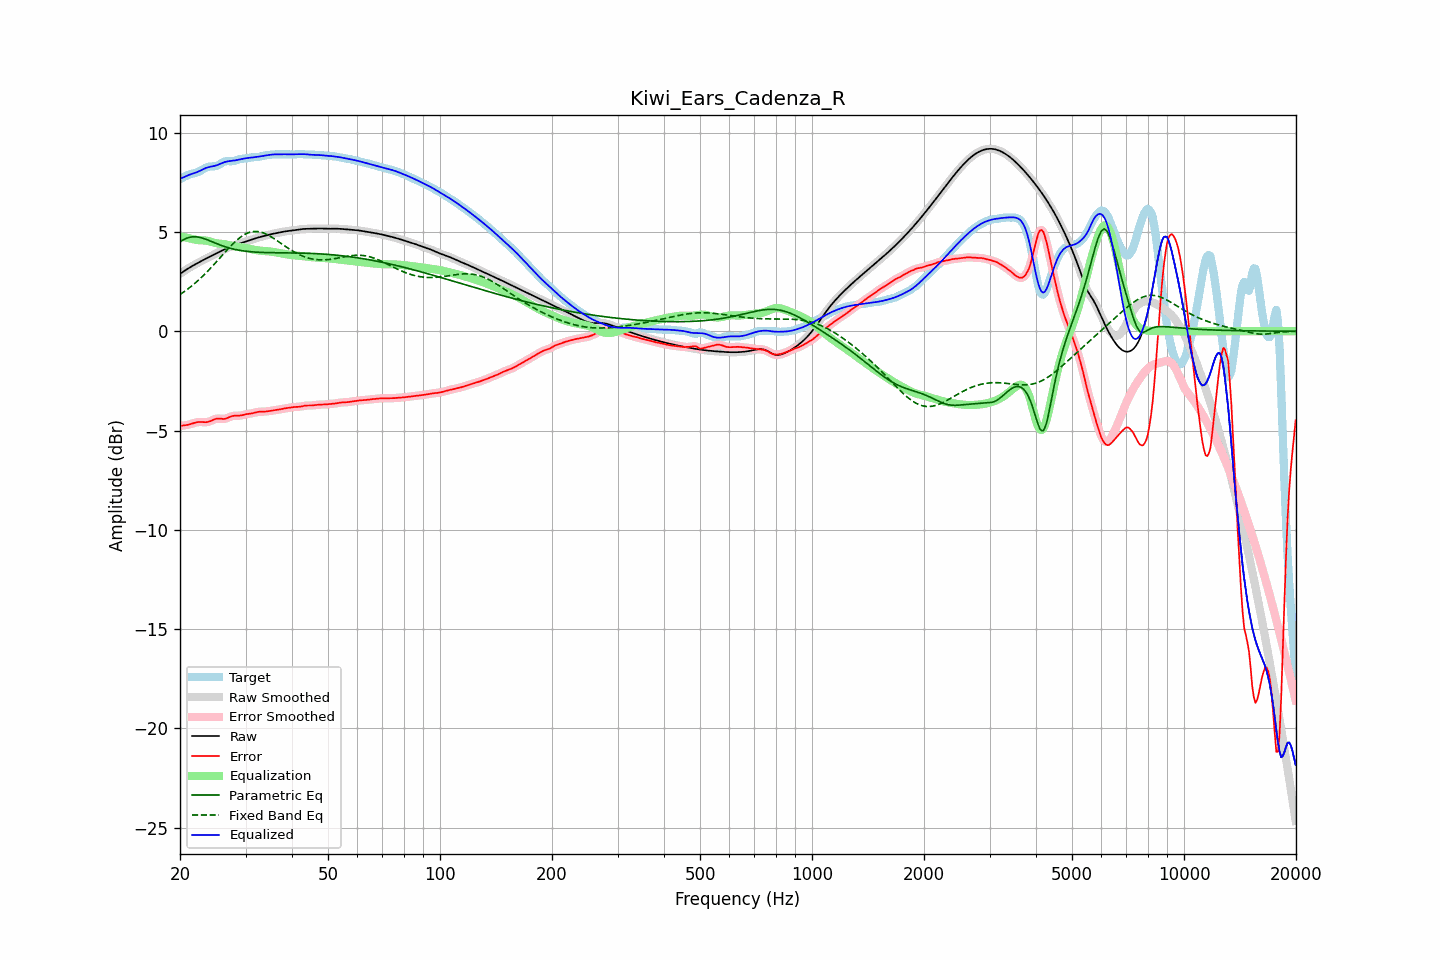 Kiwi_Ears_Cadenza_R
10
5
0
−5
−10
−15
−20
−25
Amplitude (dBr)
Target
Raw Smoothed
Error Smoothed
Raw
Error
Equalization
Parametric Eq
Fixed Band Eq
Equalized
20 50 100 200 500 1000 2000 5000 10000 20000
Frequency (Hz)